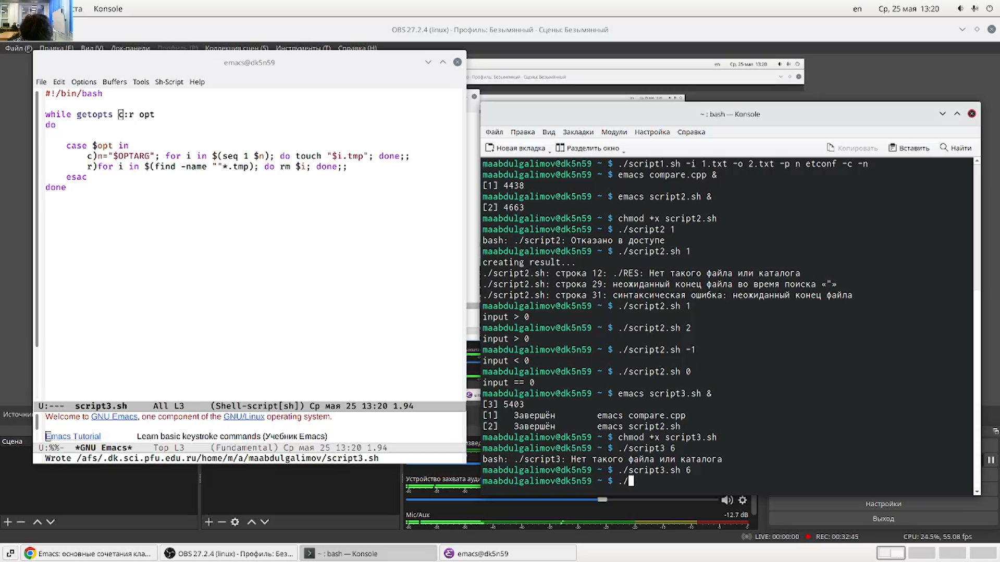 Konsole
en Ср, 25 мая 13:20
OBS 27.2.4 (linux) - Профиль: Безымянный - Сцены: Безымянный
Файл (F) Правка (E) Вид (V) Док-панели Профиль (P) Коллекция сцен (S) Инструменты (T) Справка (H)
emacs@dk5n59
en Ср, 25 мая 13:20
File Edit Options Buffers Tools Sh-Script Help
#!/bin/bash
while getopts c:r opt
do
case $opt in
c)n="$OPTARG"; for i in $(seq 1 $n); do touch "$i.tmp"; done;;
r)for i in $(find -name ""*.tmp); do rm $i; done;;
esac
done
U:--- script3.sh All L3 (Shell-script[sh]) Ср мая 25 13:20 1.94
Welcome to GNU Emacs, one component of the GNU/Linux operating system.
Emacs Tutorial Learn basic keystroke commands (Учебник Emacs)
U:%%- *GNU Emacs* Top L3 (Fundamental) Ср мая 25 13:20 1.94
Wrote /afs/.dk.sci.pfu.edu.ru/home/m/a/maabdulgalimov/script3.sh
~ : bash — Konsole
Файл Правка Вид Закладки Модули Настройка Справка
Новая вкладка Разделить окно Копировать Вставить Найти
maabdulgalimov@dk5n59 ~ $ ./script1.sh -i 1.txt -o 2.txt -p n etconf -c -n
maabdulgalimov@dk5n59 ~ $ emacs compare.cpp &
[1] 4438
maabdulgalimov@dk5n59 ~ $ emacs script2.sh &
[2] 4663
maabdulgalimov@dk5n59 ~ $ chmod +x script2.sh
maabdulgalimov@dk5n59 ~ $ ./script2 1
bash: ./script2: Отказано в доступе
maabdulgalimov@dk5n59 ~ $ ./script2.sh 1
creating result...
./script2.sh: строка 12: ./RES: Нет такого файла или каталога
./script2.sh: строка 29: неожиданный конец файла во время поиска «"»
./script2.sh: строка 31: синтаксическая ошибка: неожиданный конец файла
maabdulgalimov@dk5n59 ~ $ ./script2.sh 1
input > 0
maabdulgalimov@dk5n59 ~ $ ./script2.sh 2
input > 0
maabdulgalimov@dk5n59 ~ $ ./script2.sh -1
input < 0
maabdulgalimov@dk5n59 ~ $ ./script2.sh 0
input == 0
maabdulgalimov@dk5n59 ~ $ emacs script3.sh &
[3] 5403
[1] Завершён emacs compare.cpp
[2] Завершён emacs script2.sh
maabdulgalimov@dk5n59 ~ $ chmod +x script3.sh
maabdulgalimov@dk5n59 ~ $ ./script3 6
bash: ./script3: Нет такого файла или каталога
maabdulgalimov@dk5n59 ~ $ ./script3.sh 6
maabdulgalimov@dk5n59 ~ $ ./
Сцена
Устройство захвата ауди
Mic/Aux -12.7 dB
Настройки
Выход
LIVE: 00:00:00 REC: 00:32:45 CPU: 24.5%, 55.08 fps
Emacs: основные сочетания кла...
OBS 27.2.4 (linux) - Профиль: Без...
~ : bash — Konsole
emacs@dk5n59